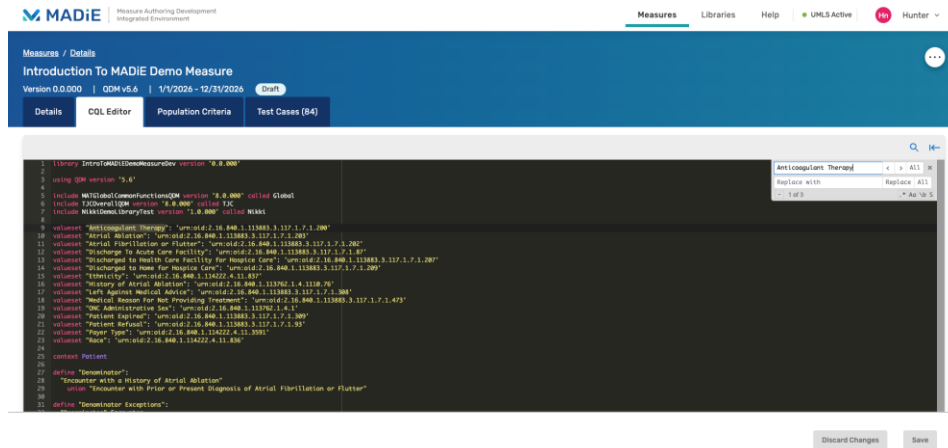 MADiE Measure Authoring Development
Integrated Environment
Measures Libraries Help UMLS Active Hn Hunter
Measures / Details
Introduction To MADiE Demo Measure
Version 0.0.000 | QDM v5.6 | 1/1/2026 - 12/31/2026 Draft
Details CQL Editor Population Criteria Test Cases (84)
Anticoagulant Therapy < > All ×
Replace with Replace All
- 1 of 3 .* Aa \b S
1 library IntroToMADiEDemoMeasureDev version '0.0.000'
2
3 using QDM version '5.6'
4
5 include MATGlobalCommonFunctionsQDM version '8.0.000' called Global
6 include TJCOverallQDM version '8.0.000' called TJC
7 include NikkiDemoLibraryTest version '1.0.000' called Nikki
8
9 valueset "Anticoagulant Therapy": 'urn:oid:2.16.840.1.113883.3.117.1.7.1.200'
10 valueset "Atrial Ablation": 'urn:oid:2.16.840.1.113883.3.117.1.7.1.203'
11 valueset "Atrial Fibrillation or Flutter": 'urn:oid:2.16.840.1.113883.3.117.1.7.1.202'
12 valueset "Discharge To Acute Care Facility": 'urn:oid:2.16.840.1.113883.3.117.1.7.1.87'
13 valueset "Discharged to Health Care Facility for Hospice Care": 'urn:oid:2.16.840.1.113883.3.117.1.7.1.207'
14 valueset "Discharged to Home for Hospice Care": 'urn:oid:2.16.840.1.113883.3.117.1.7.1.209'
15 valueset "Ethnicity": 'urn:oid:2.16.840.1.114222.4.11.837'
16 valueset "History of Atrial Ablation": 'urn:oid:2.16.840.1.113762.1.4.1110.76'
17 valueset "Left Against Medical Advice": 'urn:oid:2.16.840.1.113883.3.117.1.7.1.308'
18 valueset "Medical Reason For Not Providing Treatment": 'urn:oid:2.16.840.1.113883.3.117.1.7.1.473'
19 valueset "ONC Administrative Sex": 'urn:oid:2.16.840.1.113762.1.4.1'
20 valueset "Patient Expired": 'urn:oid:2.16.840.1.113883.3.117.1.7.1.309'
21 valueset "Patient Refusal": 'urn:oid:2.16.840.1.113883.3.117.1.7.1.93'
22 valueset "Payer Type": 'urn:oid:2.16.840.1.114222.4.11.3591'
23 valueset "Race": 'urn:oid:2.16.840.1.114222.4.11.836'
24
25 context Patient
26
27 define "Denominator":
28 "Encounter with a History of Atrial Ablation"
29 union "Encounter with Prior or Present Diagnosis of Atrial Fibrillation or Flutter"
30
31 define "Denominator Exceptions":
Discard Changes Save